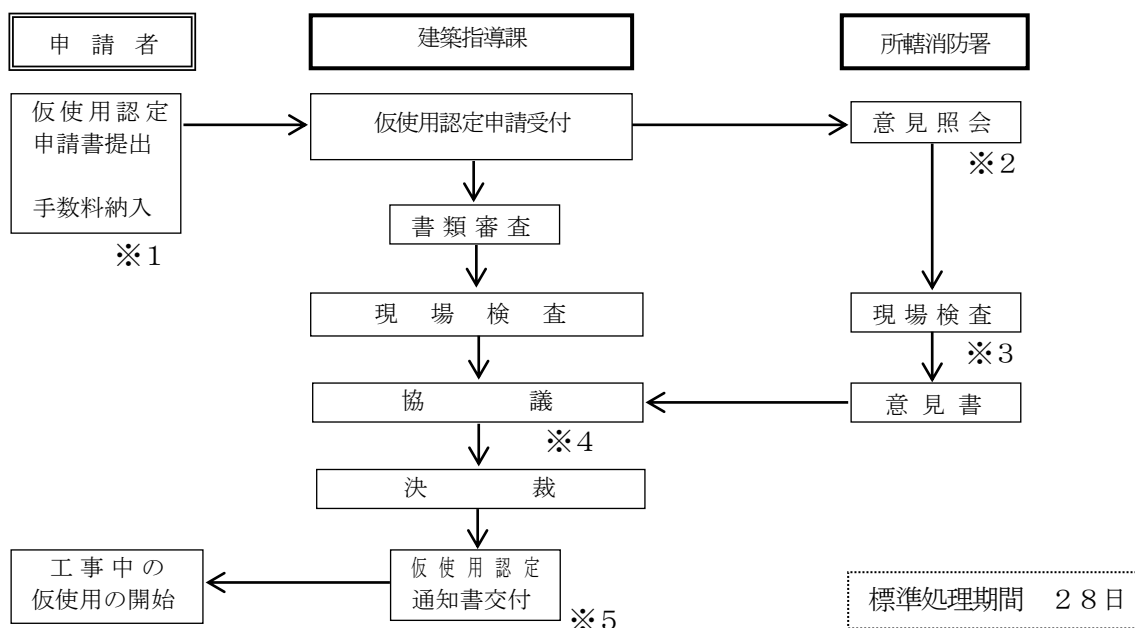 申 請 者
建築指導課
所轄消防署
仮使用認定
申請書提出
手数料納入
※1
仮使用認定申請受付
意見照会
※2
書類審査
現 場 検 査
現場検査
※3
協 議
※4
意 見 書
決 裁
工事中の
仮使用の開始
仮使用認定
通知書交付
※5
標準処理期間 28日